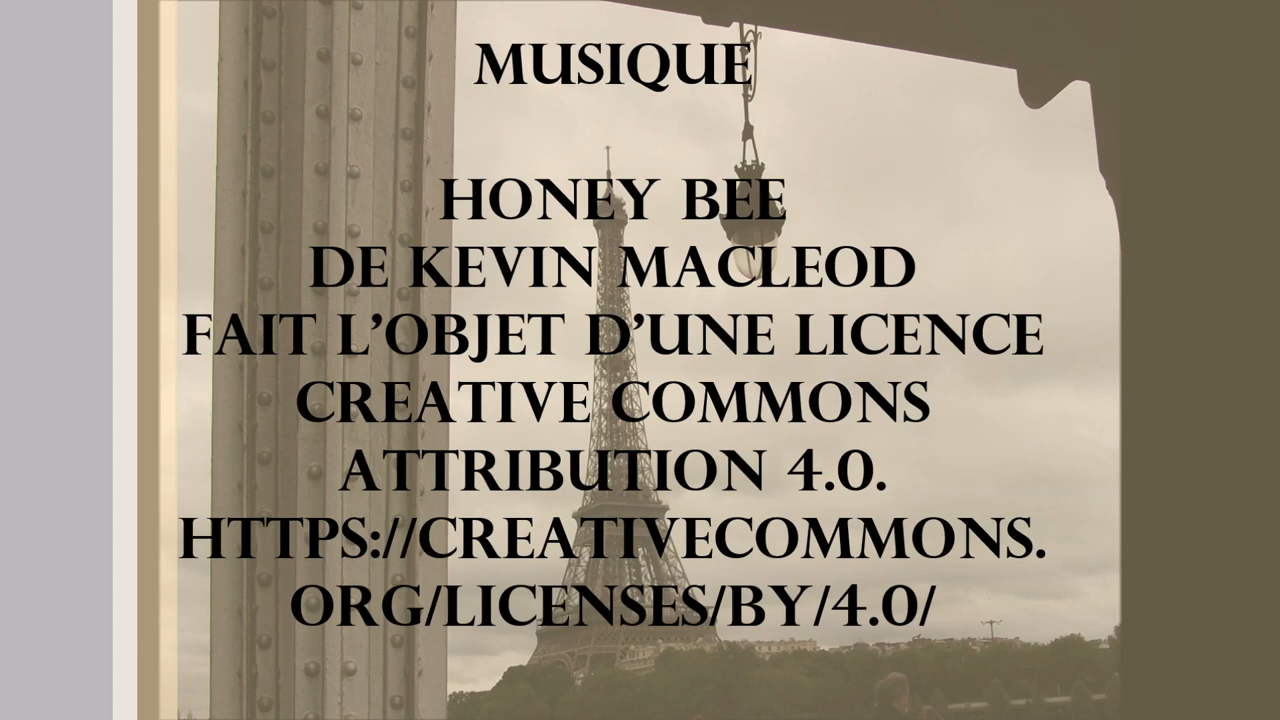 MUSIQUE
HONEY BEE
DE KEVIN MACLEOD
FAIT L'OBJET D'UNE LICENCE
CREATIVE COMMONS
ATTRIBUTION 4.0.
HTTPS://CREATIVECOMMONS.
ORG/LICENSES/BY/4.0/